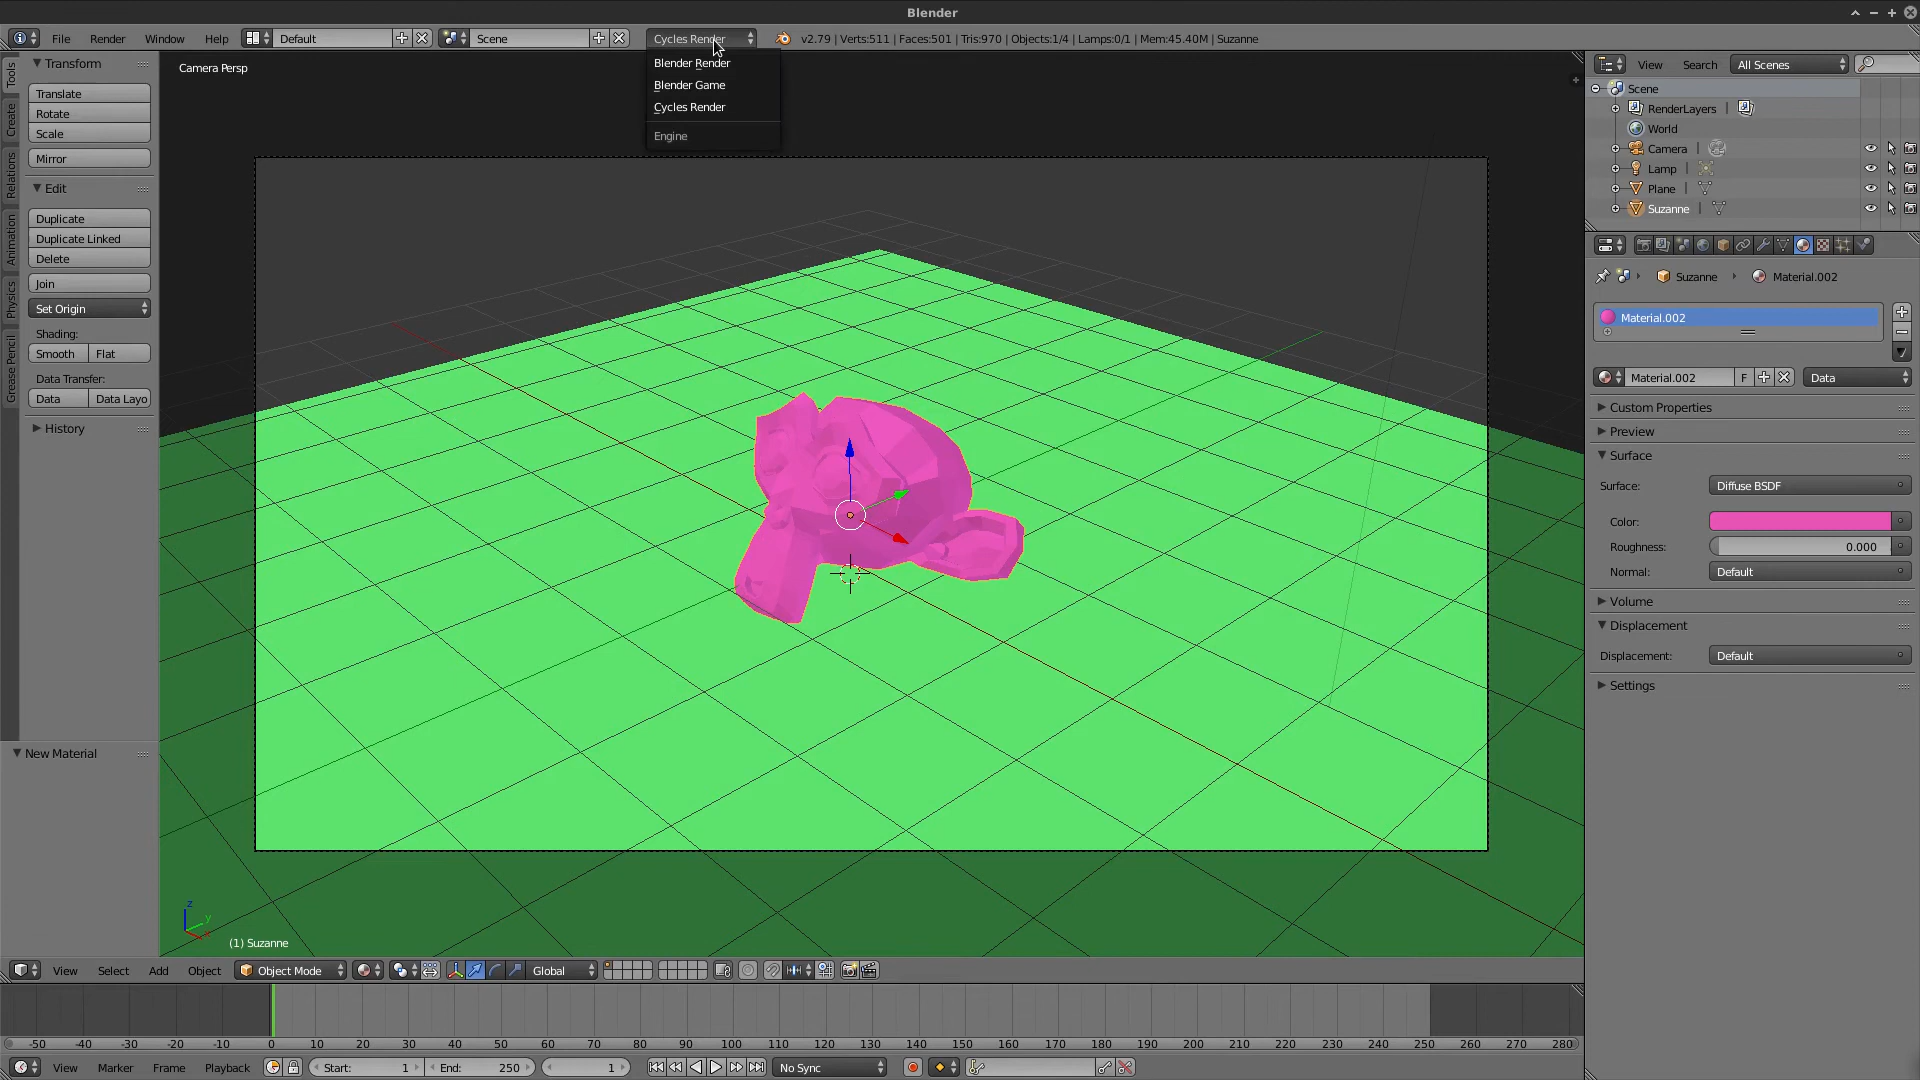 Blender
File Render Window Help Default Scene Cycles Render v2.79 | Verts:511 | Faces:501 | Tris:970 | Objects:1/4 | Lamps:0/1 | Mem:45.40M | Suzanne
Blender Render
Blender Game
Cycles Render
Engine
Tools
Create
Relations
Animation
Physics
Grease Pencil
Transform
Translate
Rotate
Scale
Mirror
Edit
Duplicate
Duplicate Linked
Delete
Join
Set Origin
Shading:
Smooth Flat
Data Transfer:
Data Data Layo
History
New Material
Camera Persp
z
y
x
(1) Suzanne
View Select Add Object Object Mode Global
-50 -40 -30 -20 -10 0 10 20 30 40 50 60 70 80 90 100 110 120 130 140 150 160 170 180 190 200 210 220 230 240 250 260 270 280
View Marker Frame Playback Start: 1 End: 250 1 No Sync
View Search All Scenes
Scene
RenderLayers |
World
Camera
Lamp
Plane
Suzanne
Suzanne Material.002
Material.002
Material.002 F Data
Custom Properties
Preview
Surface
Surface: Diffuse BSDF
Color:
Roughness: 0.000
Normal: Default
Volume
Displacement
Displacement: Default
Settings